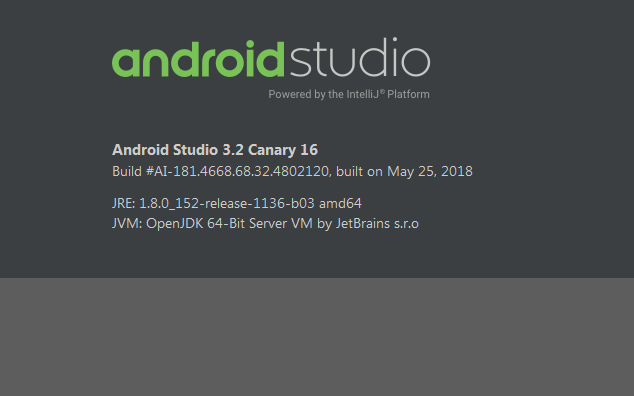 androidstudio
Powered by the IntelliJ® Platform
Android Studio 3.2 Canary 16
Build #AI-181.4668.68.32.4802120, built on May 25, 2018
JRE: 1.8.0_152-release-1136-b03 amd64
JVM: OpenJDK 64-Bit Server VM by JetBrains s.r.o